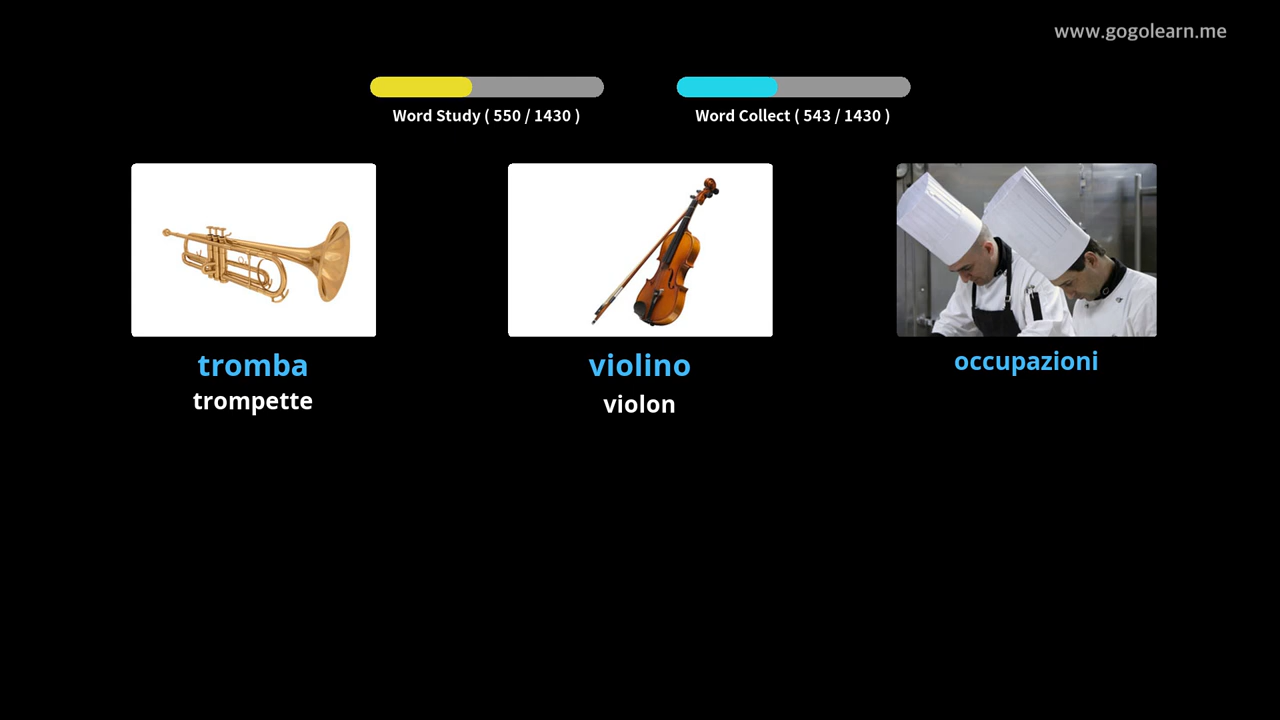 www.gogolearn.me
Word Study ( 550 / 1430 )
Word Collect ( 543 / 1430 )
tromba
trompette
violino
violon
occupazioni